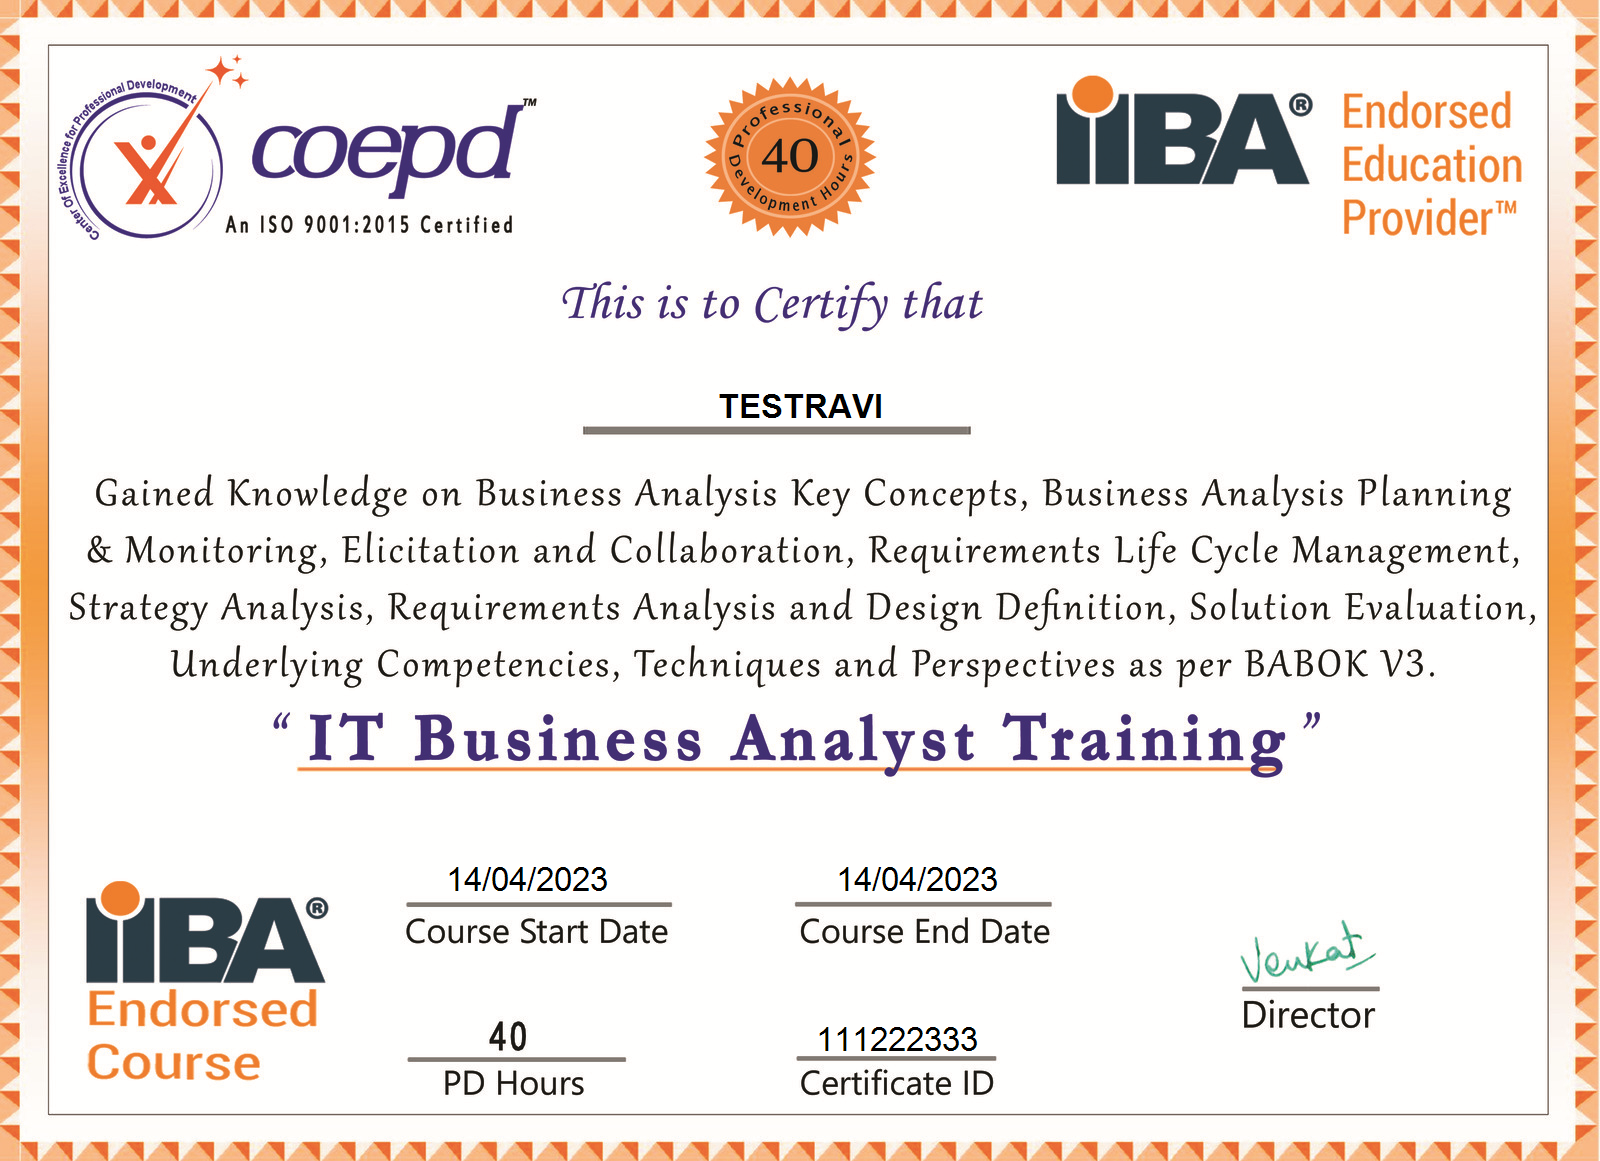 Center Of Excellence for Professional Development
coepd™
An ISO 9001:2015 Certified
Professional
40
Development Hours
IIBA®
Endorsed
Education
Provider™
This is to Certify that
TESTRAVI
Gained Knowledge on Business Analysis Key Concepts, Business Analysis Planning
& Monitoring, Elicitation and Collaboration, Requirements Life Cycle Management,
Strategy Analysis, Requirements Analysis and Design Definition, Solution Evaluation,
Underlying Competencies, Techniques and Perspectives as per BABOK V3.
“ IT Business Analyst Training ”
14/04/2023
Course Start Date
14/04/2023
Course End Date
iiBA®
Endorsed
Course
40
PD Hours
111222333
Certificate ID
Venkat
Director